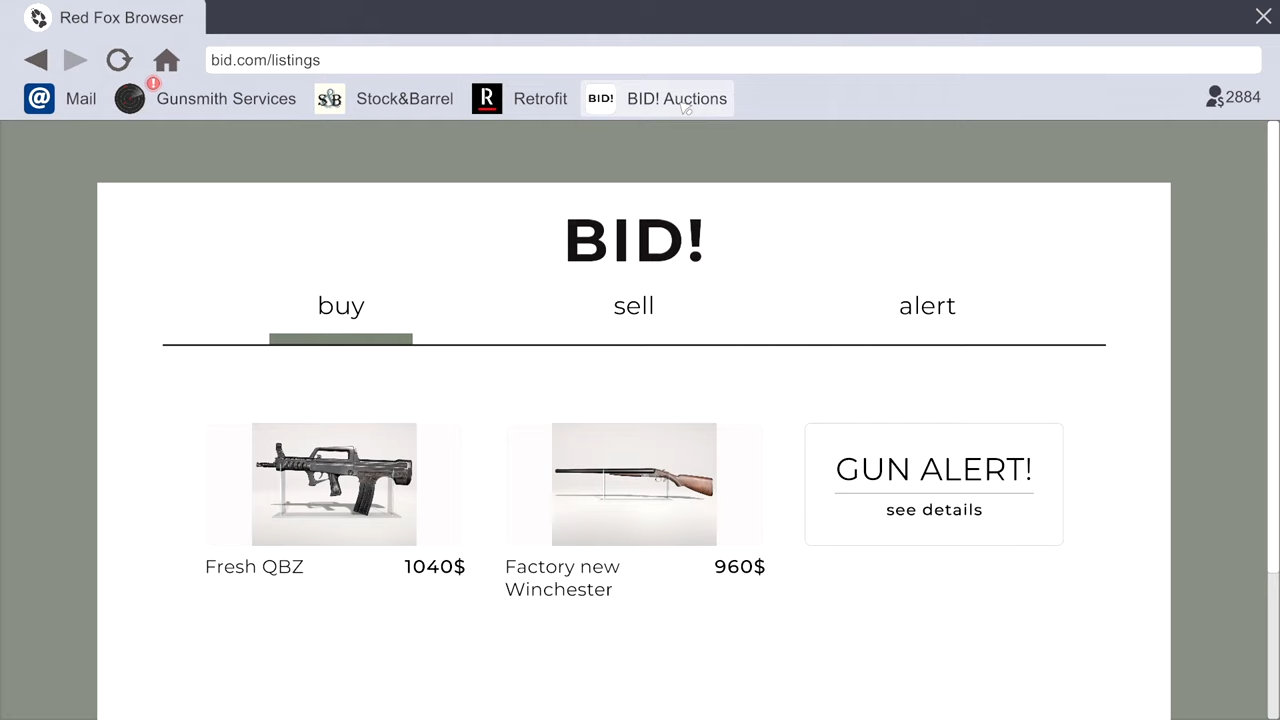 Red Fox Browser
bid.com/listings
@ Mail ! Gunsmith Services S&B Stock&Barrel R Retrofit BID! BID! Auctions $ 2884
BID!
buy sell alert
GUN ALERT!
see details
Fresh QBZ 1040$ Factory new 960$
Winchester